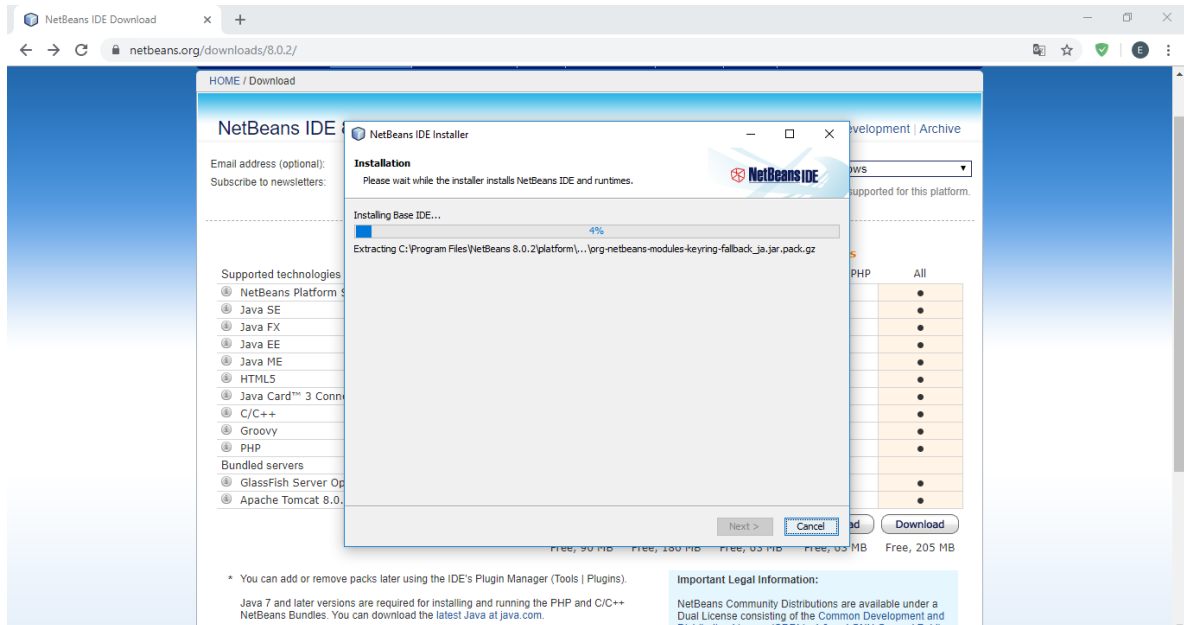 NetBeans IDE Download
netbeans.org/downloads/8.0.2/
E
HOME / Download
NetBeans IDE
Development | Archive
Email address (optional):
Subscribe to newsletters:
supported for this platform.
NetBeans IDE Installer
Installation
Please wait while the installer installs NetBeans IDE and runtimes.
NetBeans IDE
Installing Base IDE...
4%
Extracting C:\Program Files\NetBeans 8.0.2\platform\...\org-netbeans-modules-keyring-fallback_ja.jar.pack.gz
Supported technologies
PHP All
NetBeans Platform
Java SE
Java FX
Java EE
Java ME
HTML5
Java Card™ 3
C/C++
Groovy
PHP
Bundled servers
GlassFish Server
Apache Tomcat 8.0.
Next > Cancel
Download
Free, 205 MB
* You can add or remove packs later using the IDE's Plugin Manager (Tools | Plugins).
Java 7 and later versions are required for installing and running the PHP and C/C++
NetBeans Bundles. You can download the latest Java at java.com.
Important Legal Information:
NetBeans Community Distributions are available under a
Dual License consisting of the Common Development and